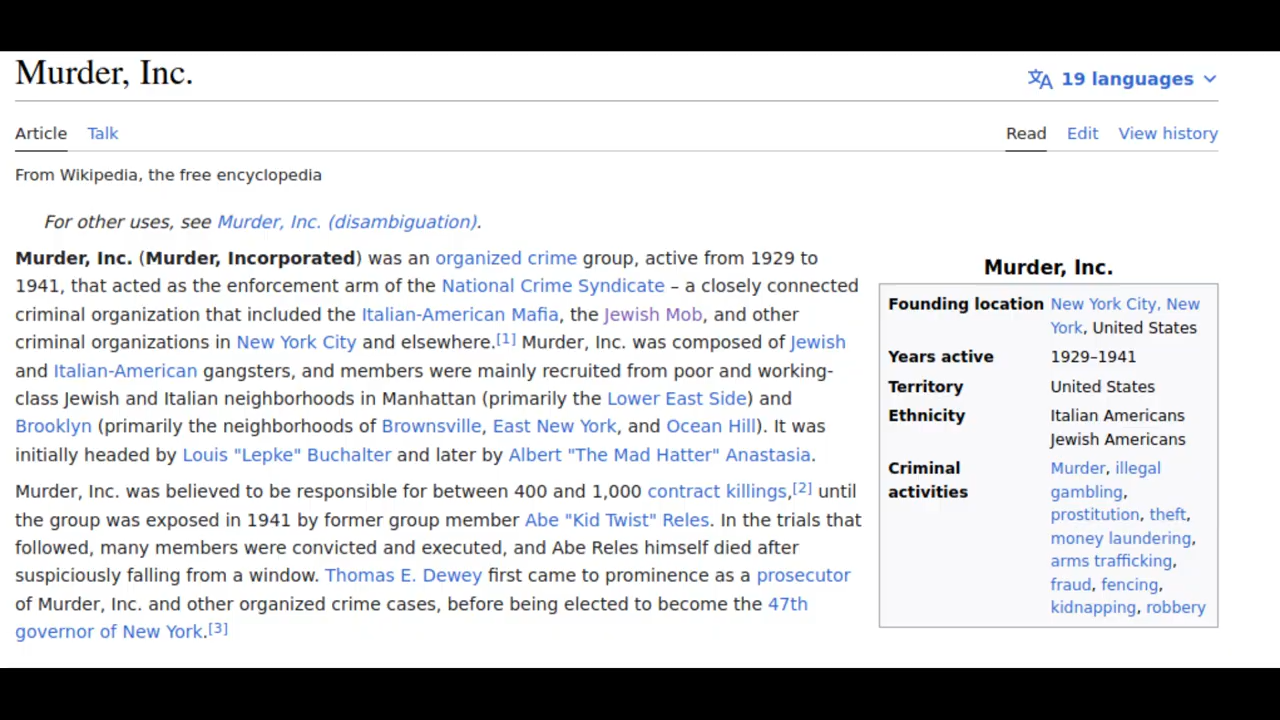 Murder, Inc.
19 languages
Article Talk
Read Edit View history
From Wikipedia, the free encyclopedia
For other uses, see Murder, Inc. (disambiguation).
Murder, Inc. (Murder, Incorporated) was an organized crime group, active from 1929 to
1941, that acted as the enforcement arm of the National Crime Syndicate – a closely connected
criminal organization that included the Italian-American Mafia, the Jewish Mob, and other
criminal organizations in New York City and elsewhere.[1] Murder, Inc. was composed of Jewish
and Italian-American gangsters, and members were mainly recruited from poor and working-
class Jewish and Italian neighborhoods in Manhattan (primarily the Lower East Side) and
Brooklyn (primarily the neighborhoods of Brownsville, East New York, and Ocean Hill). It was
initially headed by Louis "Lepke" Buchalter and later by Albert "The Mad Hatter" Anastasia.
Murder, Inc. was believed to be responsible for between 400 and 1,000 contract killings,[2] until
the group was exposed in 1941 by former group member Abe "Kid Twist" Reles. In the trials that
followed, many members were convicted and executed, and Abe Reles himself died after
suspiciously falling from a window. Thomas E. Dewey first came to prominence as a prosecutor
of Murder, Inc. and other organized crime cases, before being elected to become the 47th
governor of New York.[3]
Murder, Inc.
Founding location New York City, New
York, United States
Years active 1929–1941
Territory United States
Ethnicity Italian Americans
Jewish Americans
Criminal Murder, illegal
activities gambling,
prostitution, theft,
money laundering,
arms trafficking,
fraud, fencing,
kidnapping, robbery